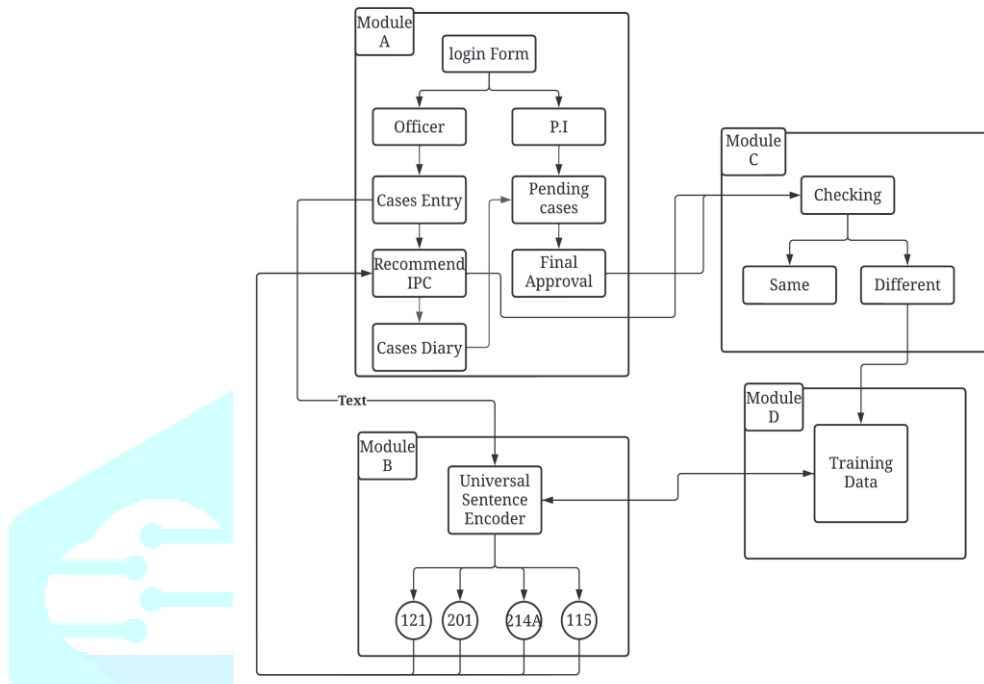 Module
A
login Form
Officer
P.I
Cases Entry
Pending
cases
Recommend
IPC
Final
Approval
Cases Diary
Text
Module
B
Universal
Sentence
Encoder
121
201
214A
115
Module
C
Checking
Same
Different
Module
D
Training
Data